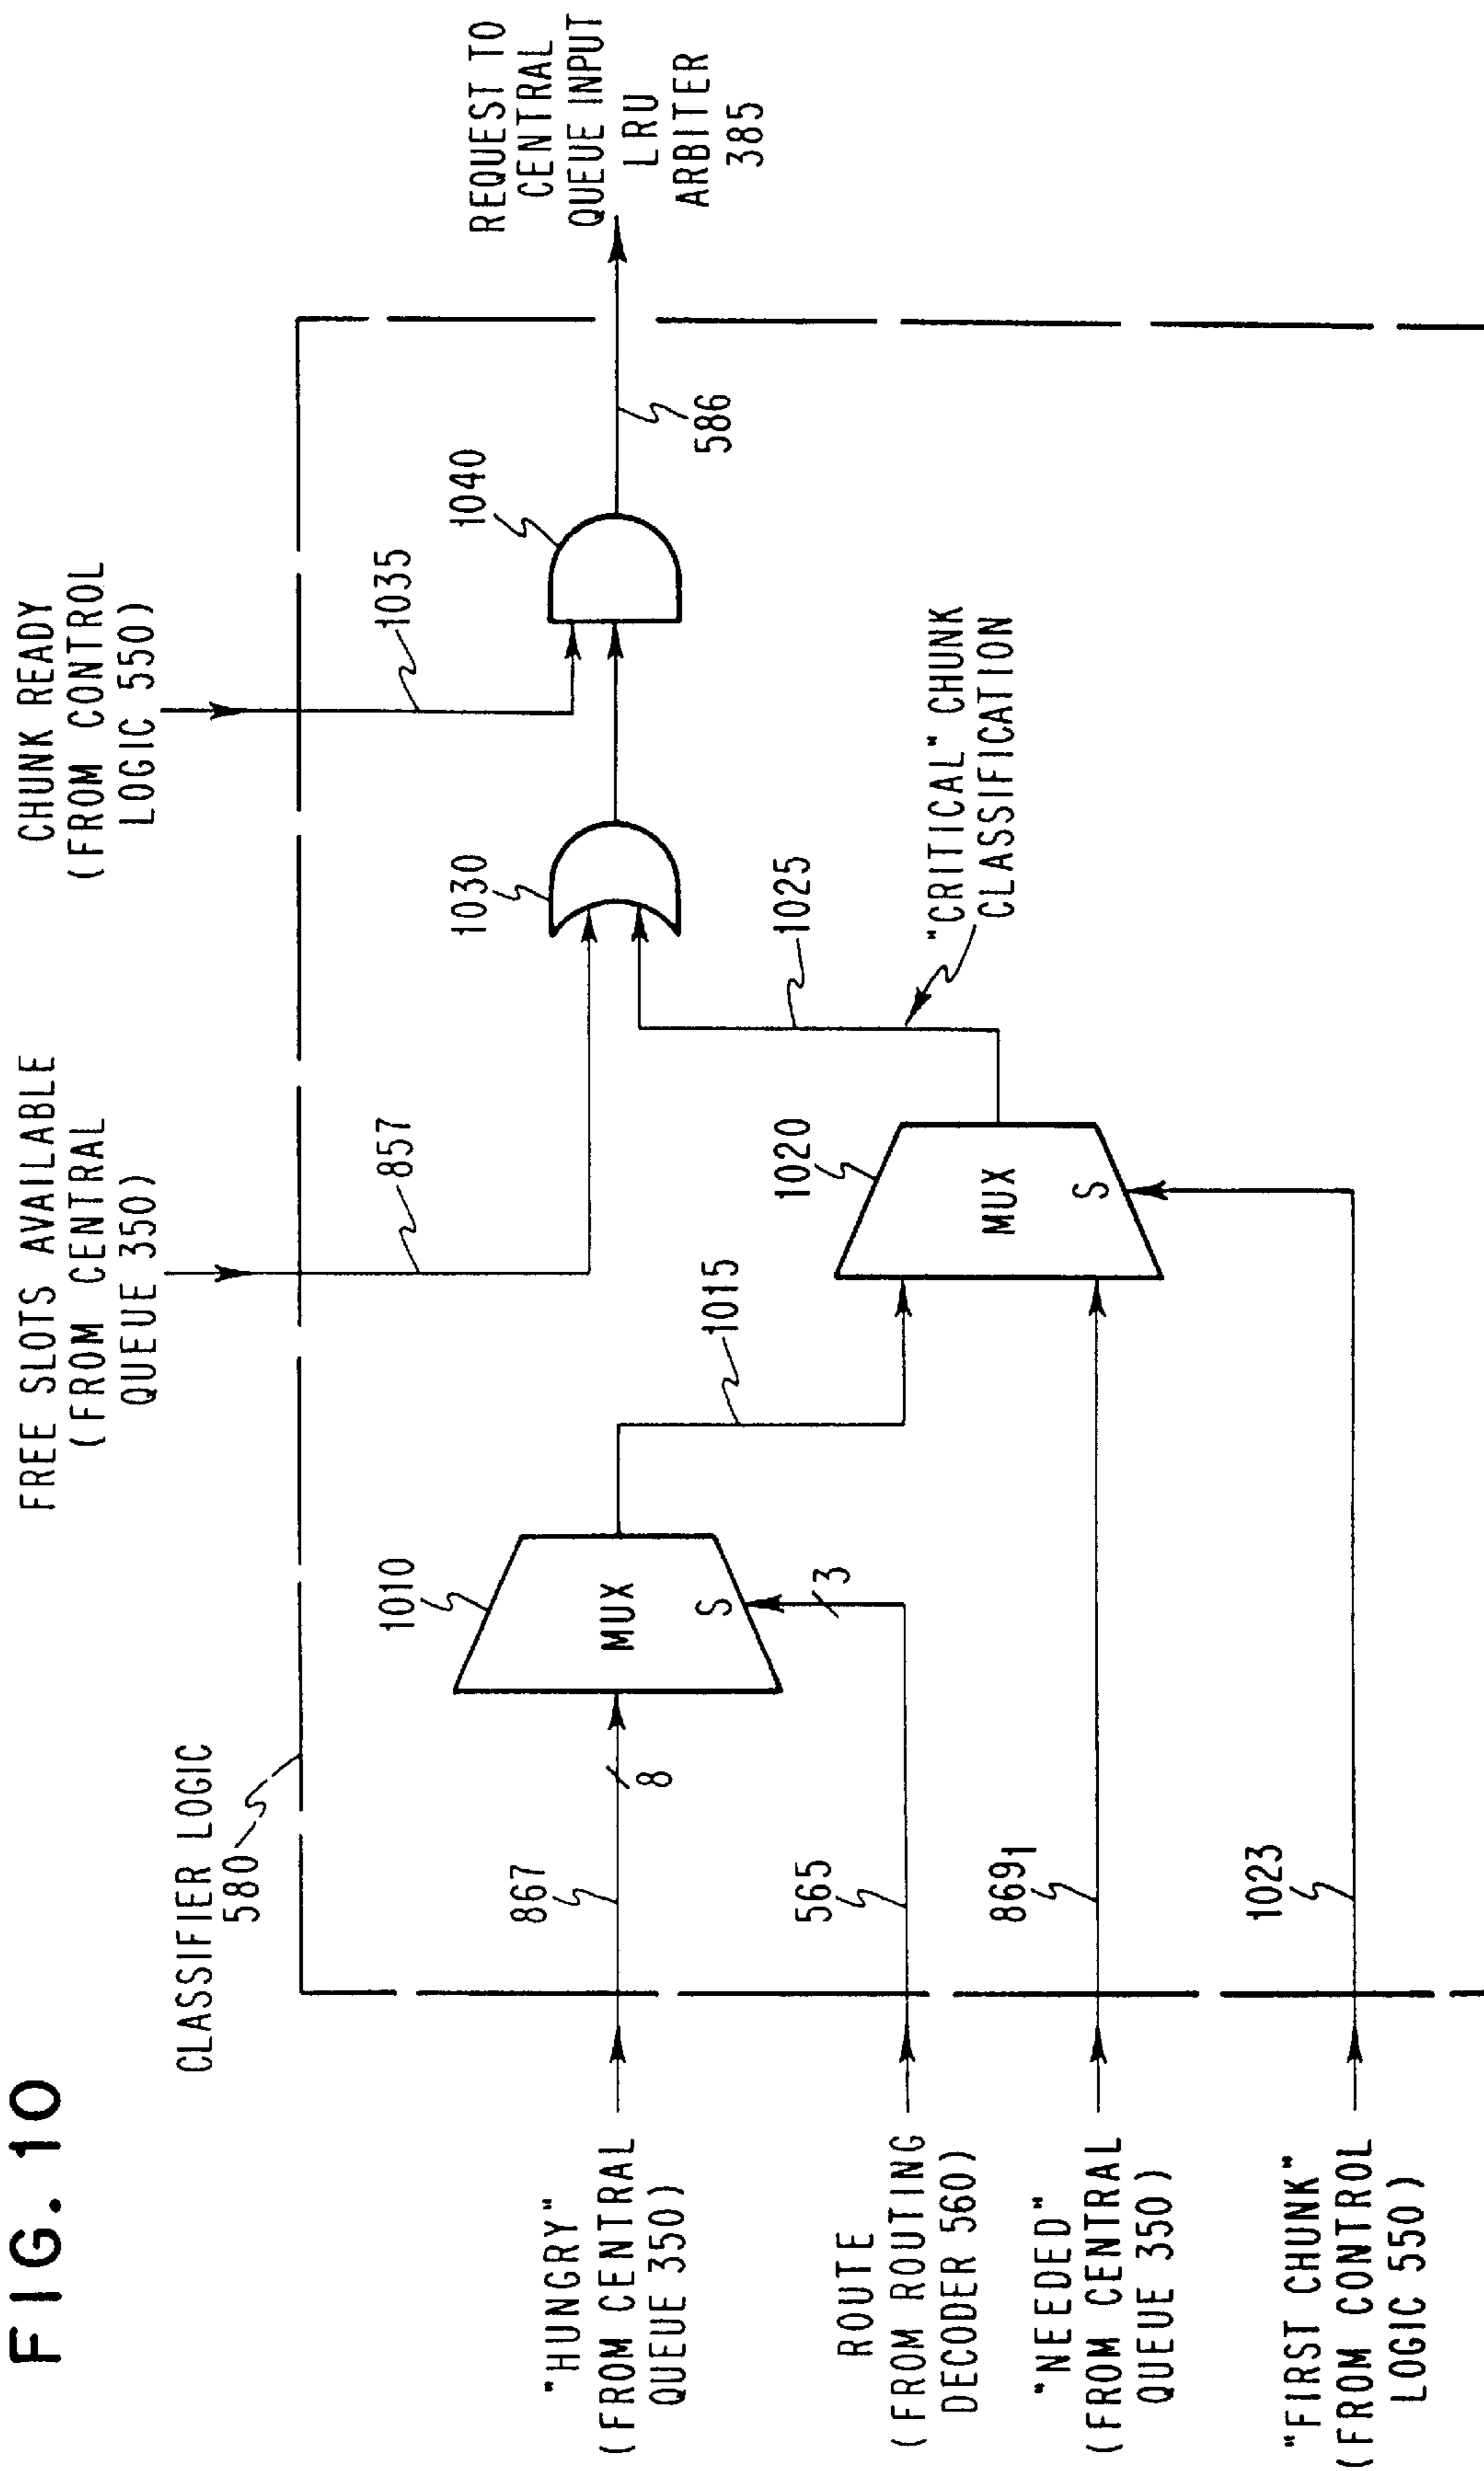 FIG. 10
CLASSIFIER LOGIC
580
FREE SLOTS AVAILABLE
(FROM CENTRAL
QUEUE 350)
CHUNK READY
(FROM CONTROL
LOGIC 550)
"HUNGRY"
(FROM CENTRAL
QUEUE 350)
867
8
1010
MUX
S
3
1015
857
1030
1035
1040
586
REQUEST TO
CENTRAL
QUEUE INPUT
LRU
ARBITER
385
ROUTE
(FROM ROUTING
DECODER 560)
565
"NEEDED"
(FROM CENTRAL
QUEUE 350)
869₁
1020
MUX
S
1025
"CRITICAL" CHUNK
CLASSIFICATION
"FIRST CHUNK"
(FROM CONTROL
LOGIC 550)
1023